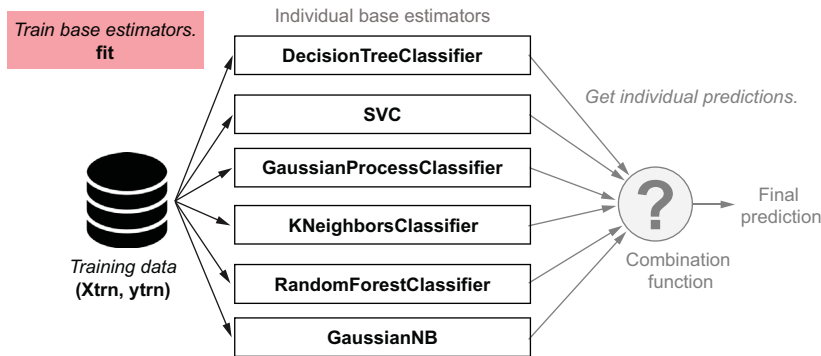 Train base estimators.
fit
Individual base estimators
DecisionTreeClassifier
SVC
GaussianProcessClassifier
KNeighborsClassifier
RandomForestClassifier
GaussianNB
Training data
(Xtrn, ytrn)
Get individual predictions.
?
Combination
function
Final
prediction